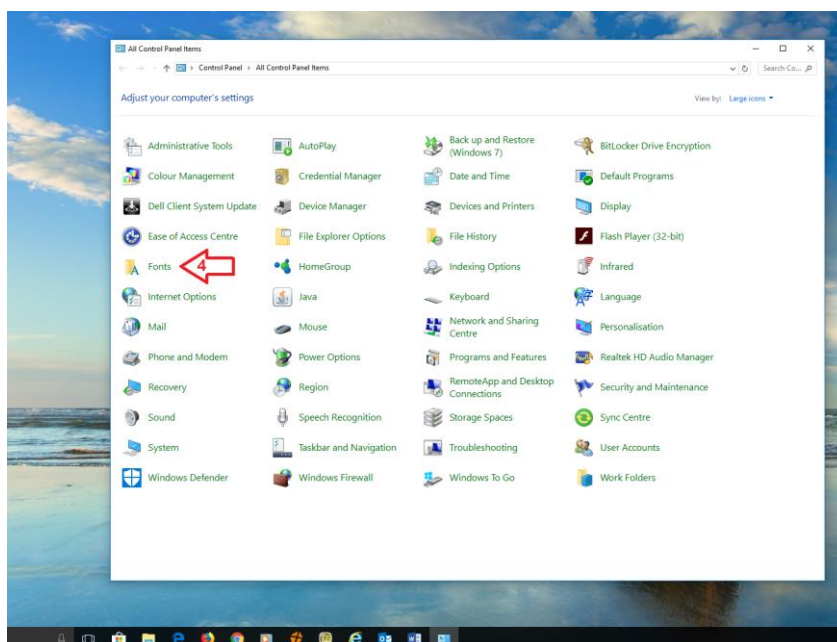 All Control Panel Items
Control Panel › All Control Panel Items
Search Co...
Adjust your computer's settings
View by: Large icons
Administrative Tools
AutoPlay
Back up and Restore
(Windows 7)
BitLocker Drive Encryption
Colour Management
Credential Manager
Date and Time
Default Programs
Dell Client System Update
Device Manager
Devices and Printers
Display
Ease of Access Centre
File Explorer Options
File History
Flash Player (32-bit)
Fonts
4
HomeGroup
Indexing Options
Infrared
Internet Options
Java
Keyboard
Language
Mail
Mouse
Network and Sharing
Centre
Personalisation
Phone and Modem
Power Options
Programs and Features
Realtek HD Audio Manager
Recovery
Region
RemoteApp and Desktop
Connections
Security and Maintenance
Sound
Speech Recognition
Storage Spaces
Sync Centre
System
Taskbar and Navigation
Troubleshooting
User Accounts
Windows Defender
Windows Firewall
Windows To Go
Work Folders